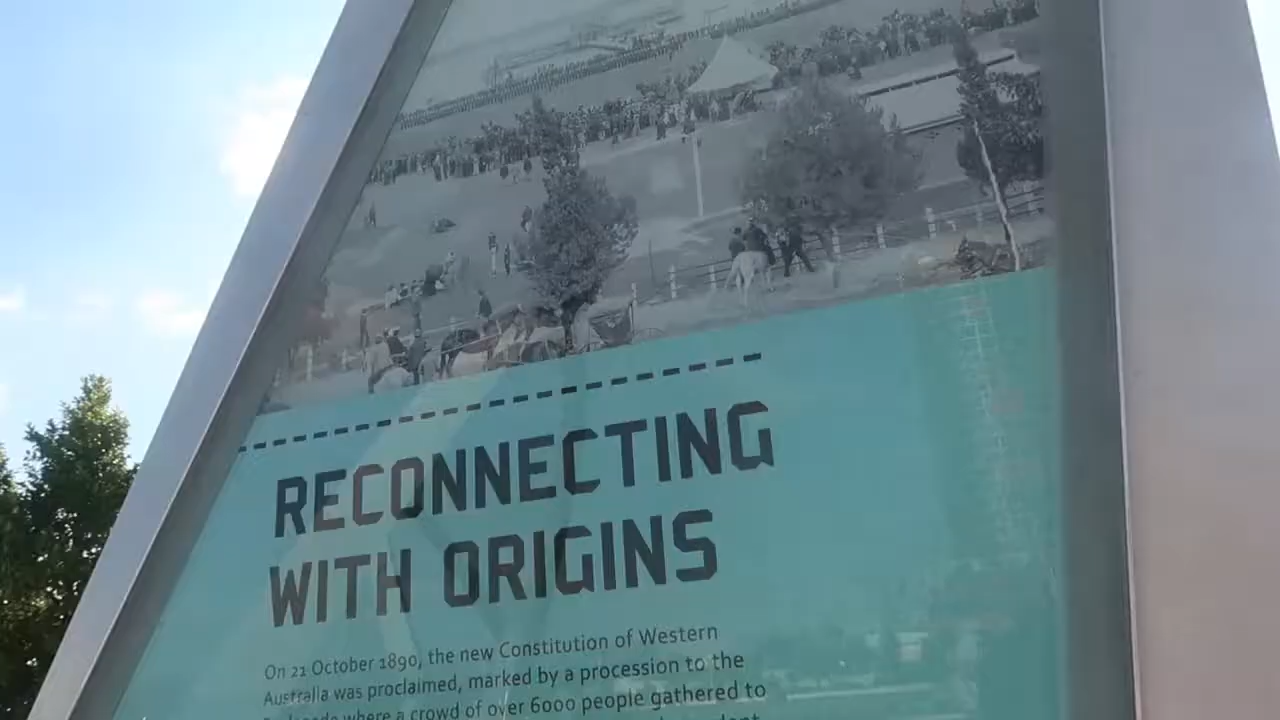 RECONNECTING
WITH ORIGINS
On 21 October 1890, the new Constitution of Western
Australia was proclaimed, marked by a procession to the
Esplanade where a crowd of over 6000 people gathered to